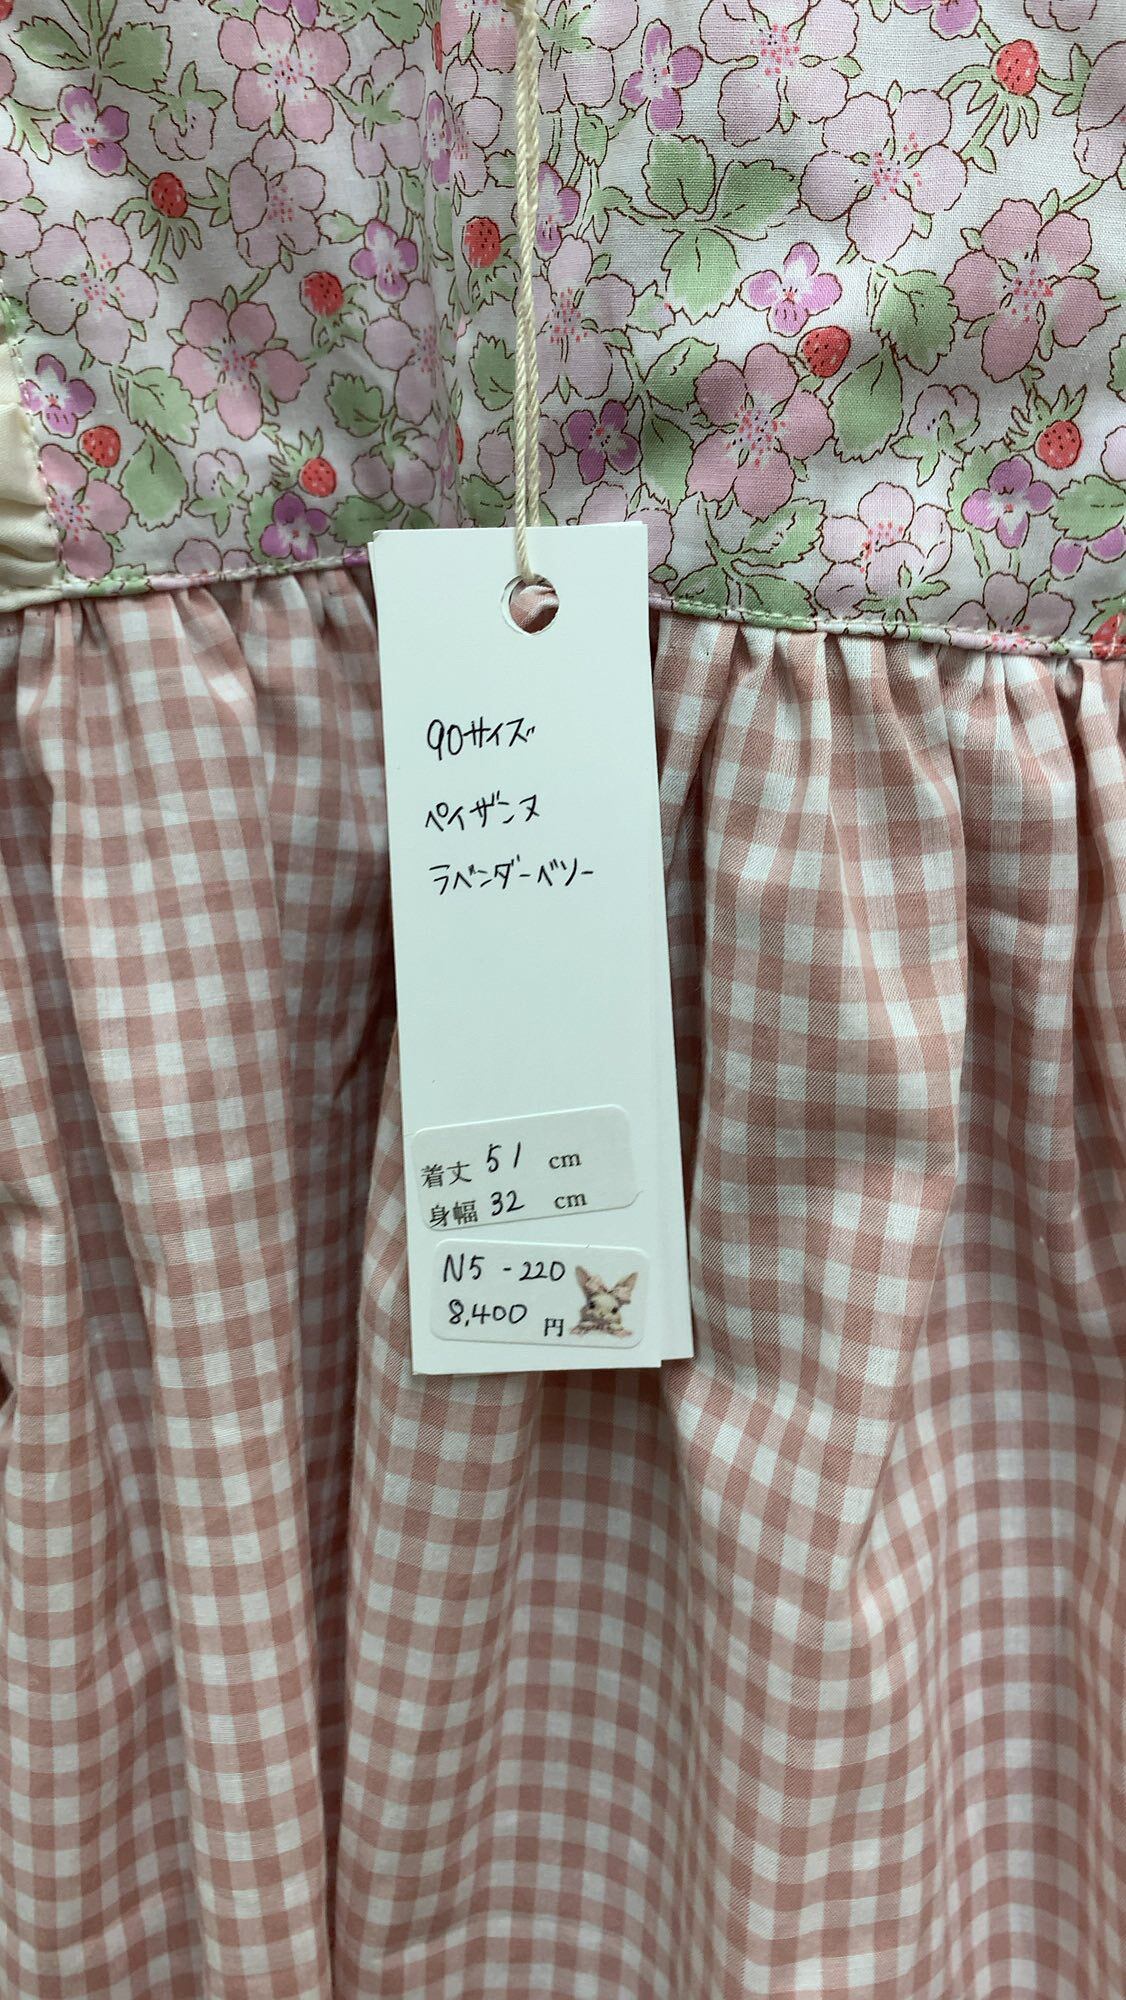 90サイズ
ペイザンヌ
ラベンダーベソー
着丈 51 cm
身幅 32 cm
N5-220
8,400 円